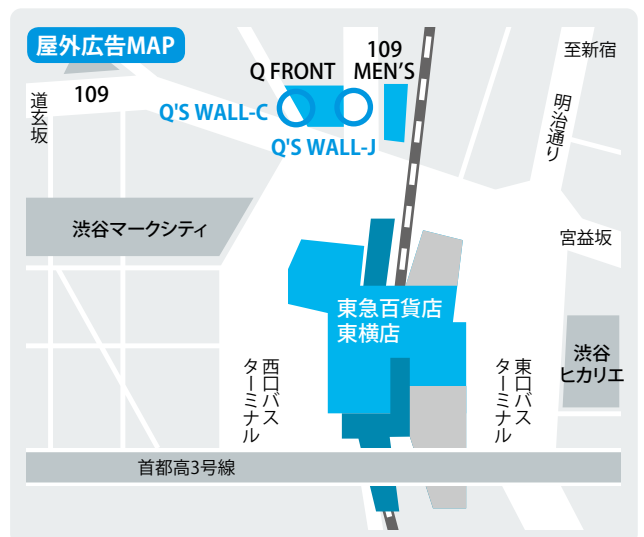 屋外広告MAP
109
MEN'S
至新宿
Q FRONT
道玄坂
109
Q'S WALL-C
明治通り
Q'S WALL-J
渋谷マークシティ
宮益坂
東急百貨店
東横店
渋谷
ヒカリエ
西口バス
ターミナル
東口バス
ターミナル
首都高3号線